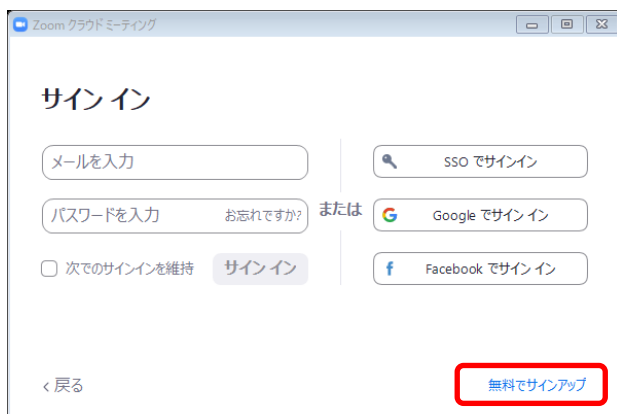 Zoom クラウド ミーティング
サイン イン
メールを入力
パスワードを入力
お忘れですか?
次でのサインインを維持
サイン イン
または
SSO でサインイン
Google でサイン イン
Facebook でサイン イン
< 戻る
無料でサインアップ